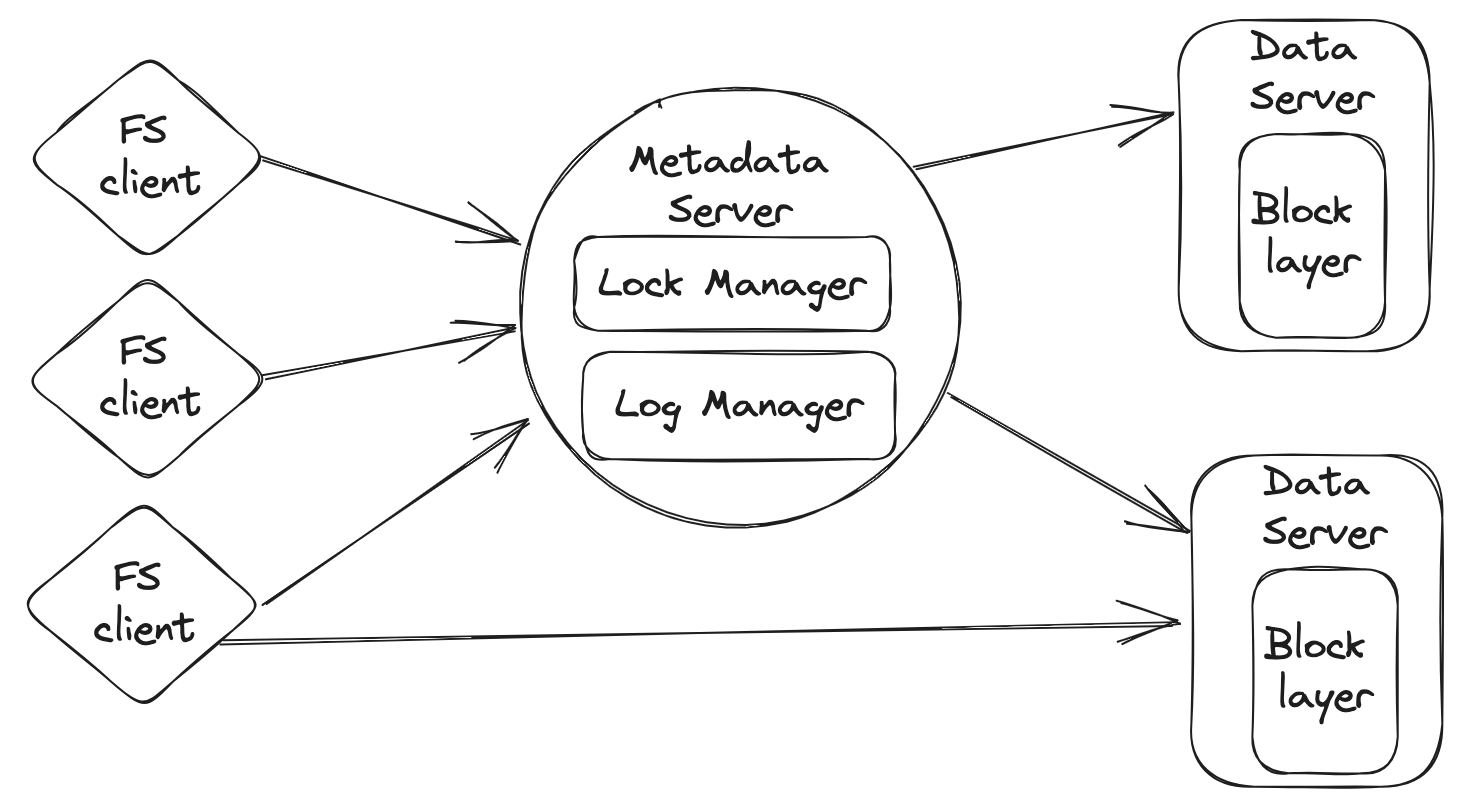 FS
client
FS
client
FS
client
Metadata
Server
Lock Manager
Log Manager
Data
Server
Block
layer
Data
Server
Block
layer